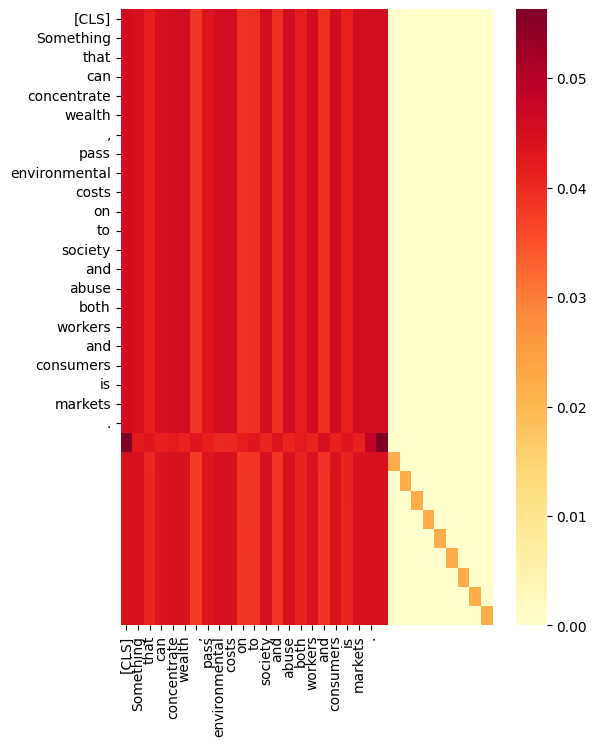 [CLS]
Something
that
can
concentrate
wealth
,
pass
environmental
costs
on
to
society
and
abuse
both
workers
and
consumers
is
markets
.
[CLS]
Something
that
can
concentrate
wealth
,
pass
environmental
costs
on
to
society
and
abuse
both
workers
and
consumers
is
markets
.
0.05
0.04
0.03
0.02
0.01
0.00